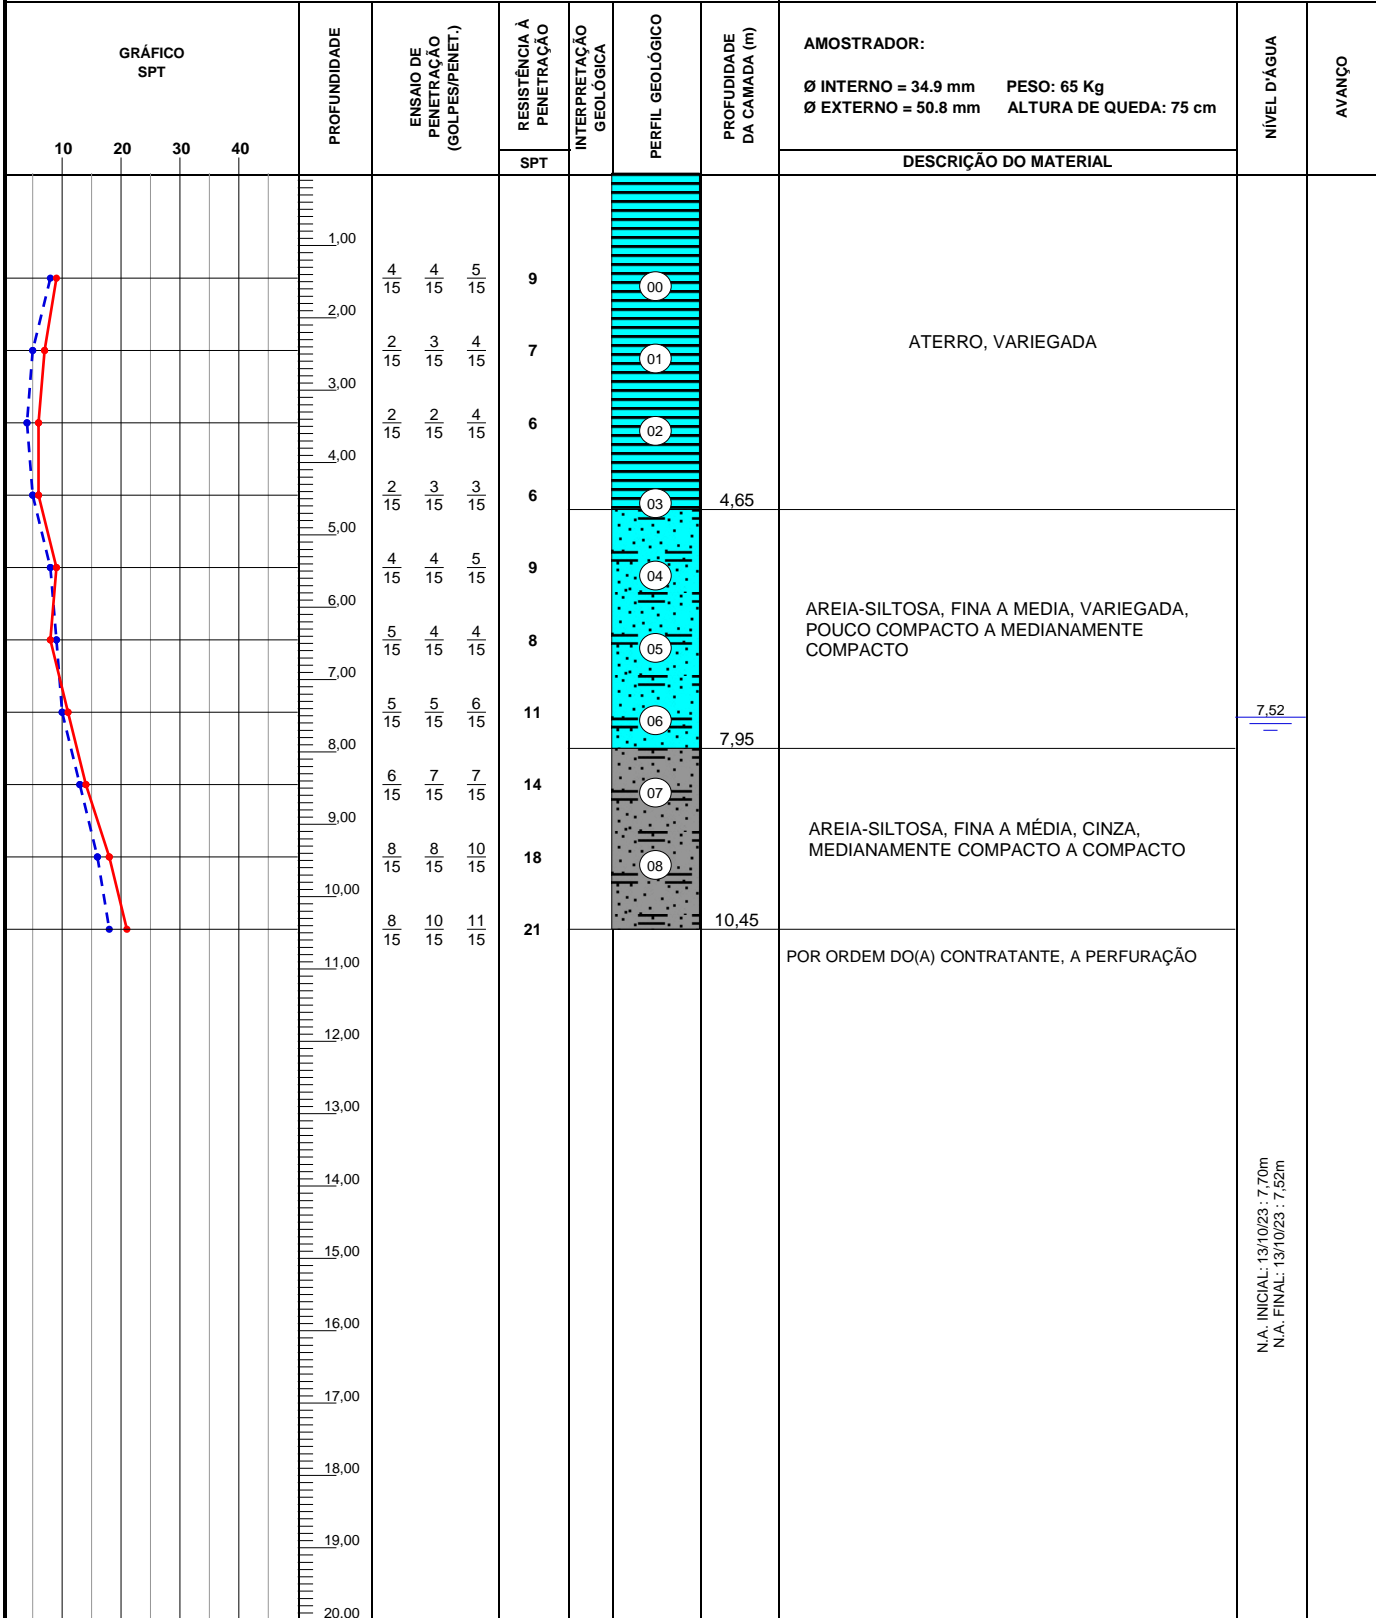 GRÁFICO
SPT
10 20 30 40
PROFUNDIDADE
ENSAIO DE
PENETRAÇÃO
(GOLPES/PENET.)
RESISTÊNCIA À
PENETRAÇÃO
SPT
INTERPRETAÇÃO
GEOLÓGICA
PERFIL GEOLÓGICO
PROFUDIDADE
DA CAMADA (m)
AMOSTRADOR:
Ø INTERNO = 34.9 mm PESO: 65 Kg
Ø EXTERNO = 50.8 mm ALTURA DE QUEDA: 75 cm
DESCRIÇÃO DO MATERIAL
NÍVEL D'ÁGUA
AVANÇO
1,00
4/15 4/15 5/15 9 00
2,00
2/15 3/15 4/15 7 01
ATERRO, VARIEGADA
3,00
2/15 2/15 4/15 6 02
4,00
2/15 3/15 3/15 6 03 4,65
5,00
4/15 4/15 5/15 9 04
6,00
AREIA-SILTOSA, FINA A MEDIA, VARIEGADA,
POUCO COMPACTO A MEDIANAMENTE
COMPACTO
5/15 4/15 4/15 8 05
7,00
5/15 5/15 6/15 11 06 7,52
8,00 7,95
6/15 7/15 7/15 14 07
9,00
AREIA-SILTOSA, FINA A MÉDIA, CINZA,
MEDIANAMENTE COMPACTO A COMPACTO
8/15 8/15 10/15 18 08
10,00
8/15 10/15 11/15 21 10,45
POR ORDEM DO(A) CONTRATANTE, A PERFURAÇÃO
11,00
12,00
13,00
14,00
15,00
16,00
17,00
18,00
19,00
20,00
N.A. INICIAL: 13/10/23 : 7,70m
N.A. FINAL: 13/10/23 : 7,52m